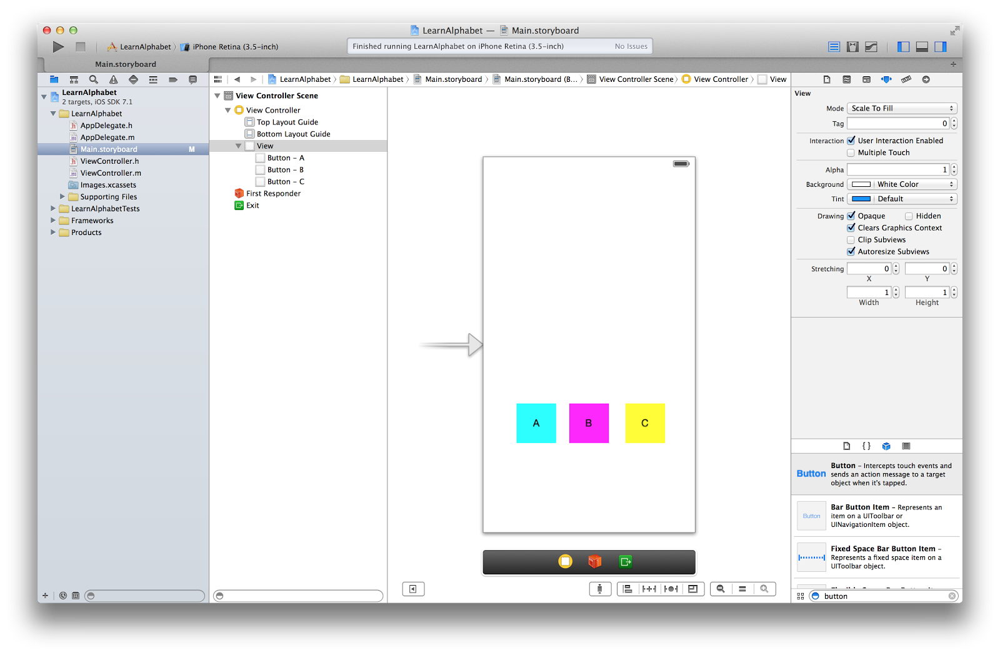 LearnAlphabet — Main.storyboard
LearnAlphabet
iPhone Retina (3.5-inch)
Finished running LearnAlphabet on iPhone Retina (3.5-inch)
No Issues
Main.storyboard
+
LearnAlphabet
LearnAlphabet
Main.storyboard
Main.storyboard (B...
View Controller Scene
View Controller
View
LearnAlphabet
2 targets, iOS SDK 7.1
LearnAlphabet
AppDelegate.h
AppDelegate.m
Main.storyboard
M
ViewController.h
ViewController.m
Images.xcassets
Supporting Files
LearnAlphabetTests
Frameworks
Products
View Controller Scene
View Controller
Top Layout Guide
Bottom Layout Guide
View
Button - A
Button - B
Button - C
First Responder
Exit
A
B
C
View
Mode
Scale To Fill
Tag
0
Interaction
User Interaction Enabled
Multiple Touch
Alpha
1
Background
White Color
Tint
Default
Drawing
Opaque
Hidden
Clears Graphics Context
Clip Subviews
Autoresize Subviews
Stretching
0
0
X
Y
1
1
Width
Height
{ }
Button
Button - Intercepts touch events and
sends an action message to a target
object when it's tapped.
Button
Bar Button Item - Represents an
item on a UIToolbar or
UINavigationItem object.
Fixed Space Bar Button Item -
Represents a fixed space item on a
UIToolbar object.
button